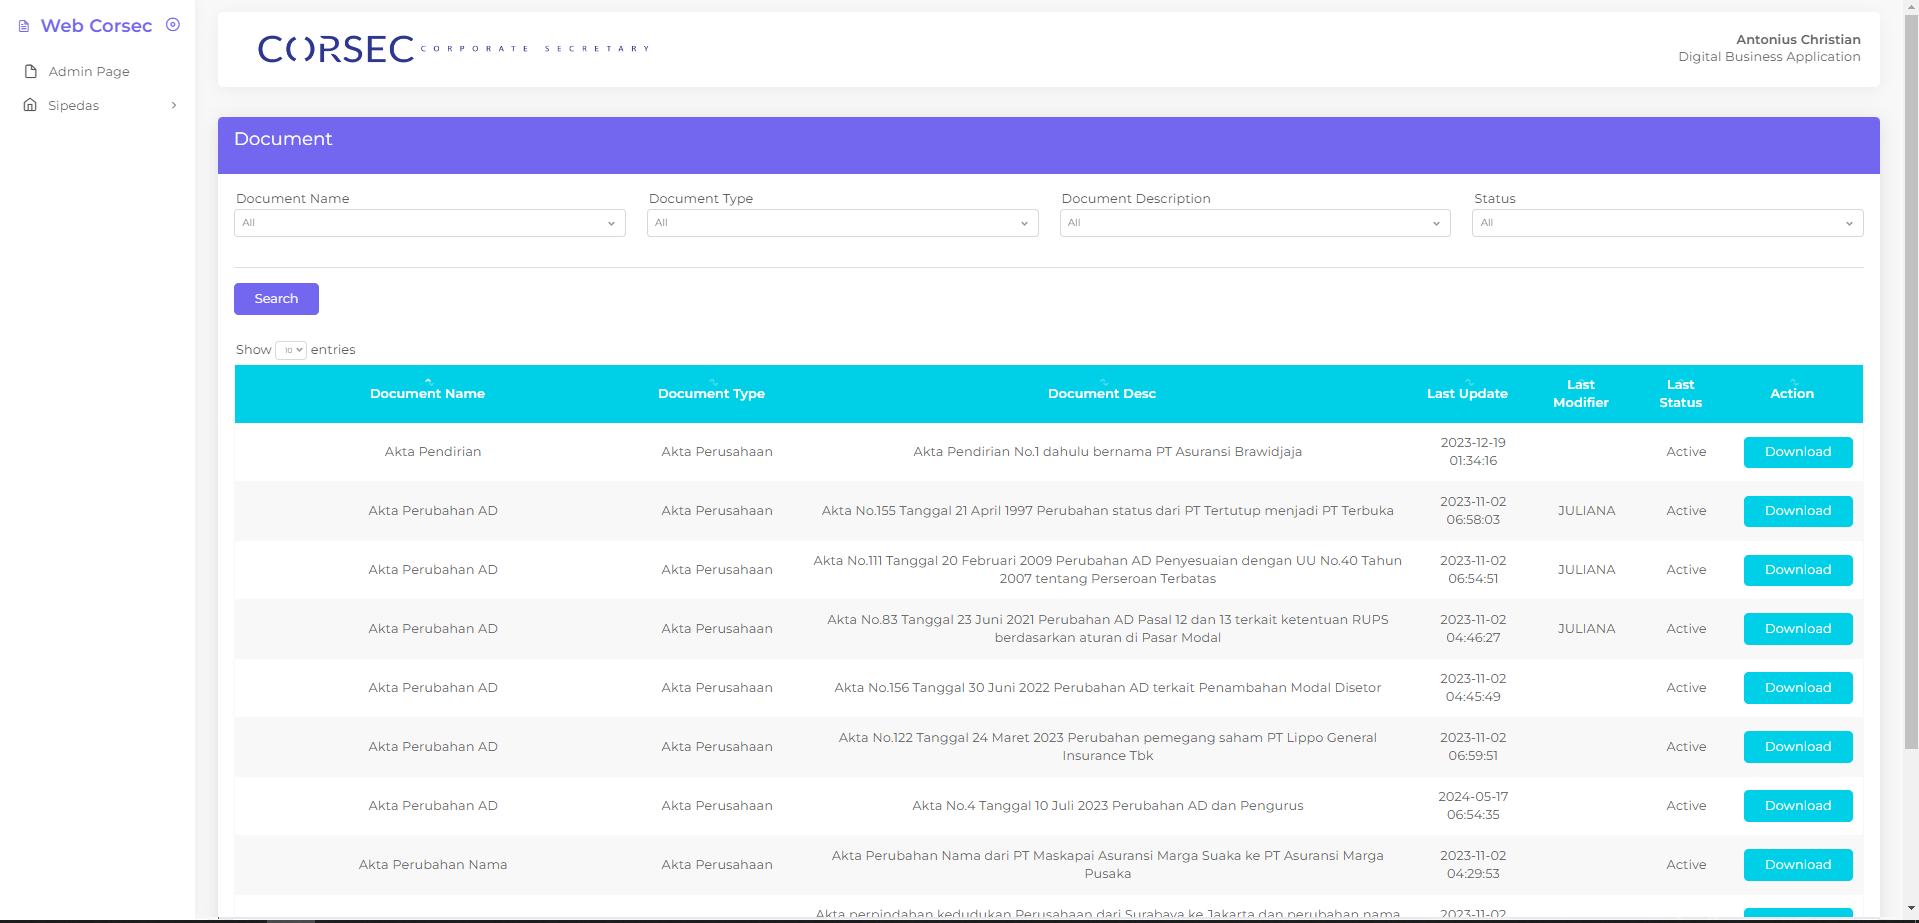 Web Corsec
Admin Page
Sipedas
CORSEC CORPORATE SECRETARY
Antonius Christian
Digital Business Application
Document
Document Name Document Type Document Description Status
All All All All
Search
Show 10 entries
Document Name Document Type Document Desc Last Update Last Modifier Last Status Action
Akta Pendirian Akta Perusahaan Akta Pendirian No.1 dahulu bernama PT Asuransi Brawidjaja 2023-12-19 01:34:16 Active Download
Akta Perubahan AD Akta Perusahaan Akta No.155 Tanggal 21 April 1997 Perubahan status dari PT Tertutup menjadi PT Terbuka 2023-11-02 06:58:03 JULIANA Active Download
Akta Perubahan AD Akta Perusahaan Akta No.111 Tanggal 20 Februari 2009 Perubahan AD Penyesuaian dengan UU No.40 Tahun 2007 tentang Perseroan Terbatas 2023-11-02 06:54:51 JULIANA Active Download
Akta Perubahan AD Akta Perusahaan Akta No.83 Tanggal 23 Juni 2021 Perubahan AD Pasal 12 dan 13 terkait ketentuan RUPS berdasarkan aturan di Pasar Modal 2023-11-02 04:46:27 JULIANA Active Download
Akta Perubahan AD Akta Perusahaan Akta No.156 Tanggal 30 Juni 2022 Perubahan AD terkait Penambahan Modal Disetor 2023-11-02 04:45:49 Active Download
Akta Perubahan AD Akta Perusahaan Akta No.122 Tanggal 24 Maret 2023 Perubahan pemegang saham PT Lippo General Insurance Tbk 2023-11-02 06:59:51 Active Download
Akta Perubahan AD Akta Perusahaan Akta No.4 Tanggal 10 Juli 2023 Perubahan AD dan Pengurus 2024-05-17 06:54:35 Active Download
Akta Perubahan Nama Akta Perusahaan Akta Perubahan Nama dari PT Maskapai Asuransi Marga Suaka ke PT Asuransi Marga Pusaka 2023-11-02 04:29:53 Active Download
Akta perpindahan kedudukan Perusahaan dari Surabaya ke Jakarta dan perubahan nama 2023-11-02